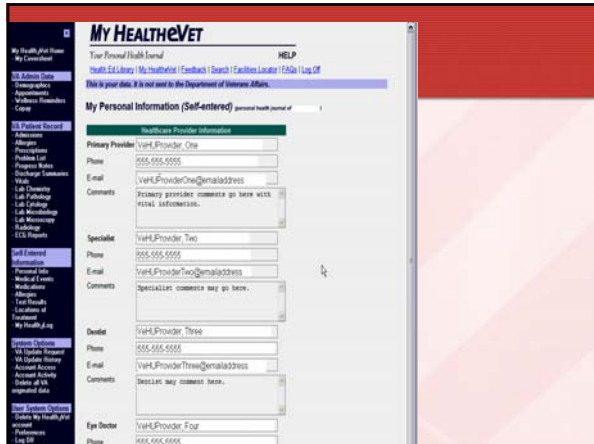 MY HEALTHeVET
Your Personal Health Journal
HELP
Health Ed Library | My HealtheVet | Feedback | Search | Facilities Locator | FAQs | Log Off
This is your data. It is not sent to the Department of Veterans Affairs.
My Personal Information (Self-entered) (personal health journal of )
Healthcare Provider Information
Primary Provider VeHUProvider, One
Phone 555-555-5555
E-mail VeHUProviderOne@emailaddress
Comments Primary provider comments go here with
vital information.
Specialist VeHUProvider, Two
Phone 555-555-5555
E-mail VeHUProviderTwo@emailaddress
Comments Specialist comments may go here.
Dentist VeHUProvider, Three
Phone 555-555-5555
E-mail VeHUProviderThree@emailaddress
Comments Dentist may comment here.
Eye Doctor VeHUProvider, Four
Phone 555-555-5555
x
My HealtheVet Home
- My Coversheet
VA Admin Data
- Demographics
- Appointments
- Wellness Reminders
- Copay
VA Patient Record
- Admissions
- Allergies
- Prescriptions
- Problem List
- Progress Notes
- Discharge Summaries
- Vitals
- Lab Chemistry
- Lab Pathology
- Lab Cytology
- Lab Microbiology
- Lab Microscopy
- Radiology
- ECG Reports
Self Entered
Information
- Personal Info
- Medical Events
- Medications
- Allergies
- Test Results
- Locations of
Treatment
- My HealtheLog
System Options
- VA Update Request
- VA Update History
- Account Access
- Account Activity
- Delete all VA
originated data
User System Options
- Delete My HealtheVet
account
- Preferences
- Log Off